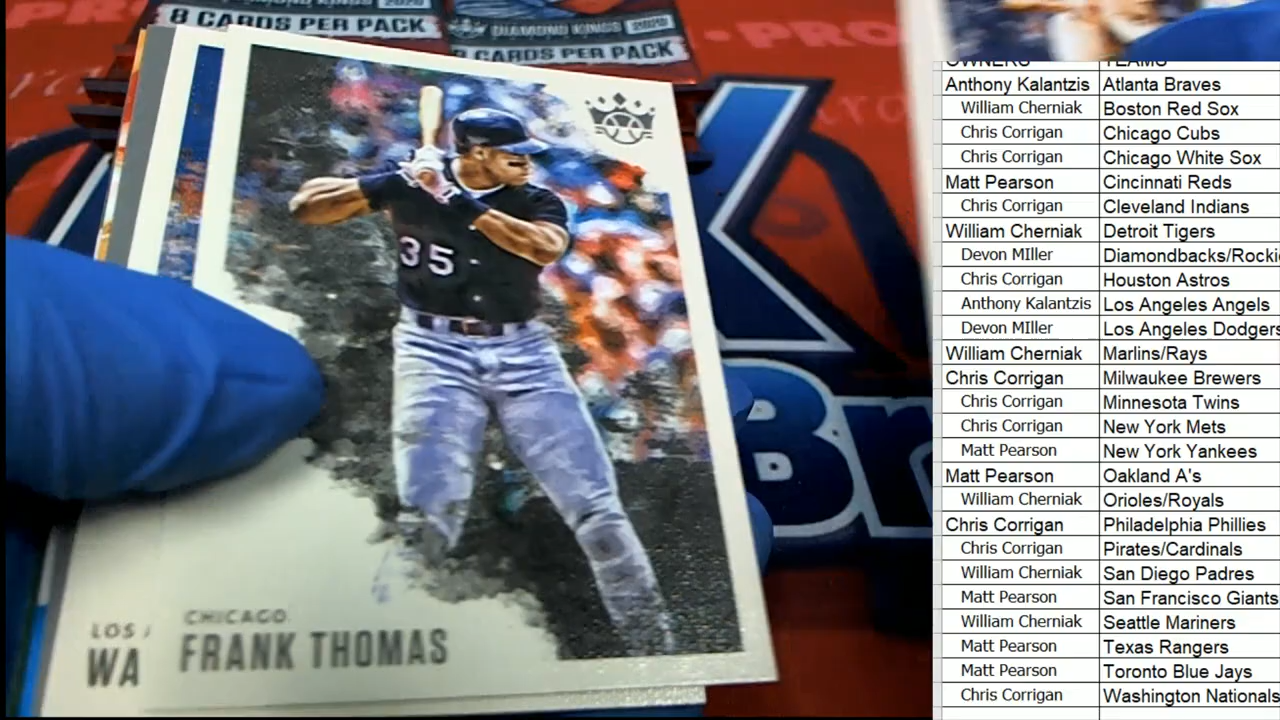 8 CARDS PER PACK
DIAMOND KINGS 2020
CARDS PER PACK
35
CHICAGO
FRANK THOMAS
LOS
WA
OWNERS TEAMS
Anthony Kalantzis Atlanta Braves
William Cherniak Boston Red Sox
Chris Corrigan Chicago Cubs
Chris Corrigan Chicago White Sox
Matt Pearson Cincinnati Reds
Chris Corrigan Cleveland Indians
William Cherniak Detroit Tigers
Devon MIller Diamondbacks/Rockie
Chris Corrigan Houston Astros
Anthony Kalantzis Los Angeles Angels
Devon MIller Los Angeles Dodgers
William Cherniak Marlins/Rays
Chris Corrigan Milwaukee Brewers
Chris Corrigan Minnesota Twins
Chris Corrigan New York Mets
Matt Pearson New York Yankees
Matt Pearson Oakland A's
William Cherniak Orioles/Royals
Chris Corrigan Philadelphia Phillies
Chris Corrigan Pirates/Cardinals
William Cherniak San Diego Padres
Matt Pearson San Francisco Giants
William Cherniak Seattle Mariners
Matt Pearson Texas Rangers
Matt Pearson Toronto Blue Jays
Chris Corrigan Washington Nationals